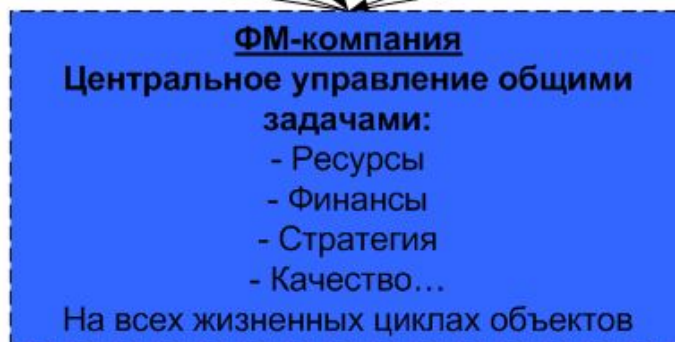 ФМ-компания
Центральное управление общими
задачами:
- Ресурсы
- Финансы
- Стратегия
- Качество…
На всех жизненных циклах объектов